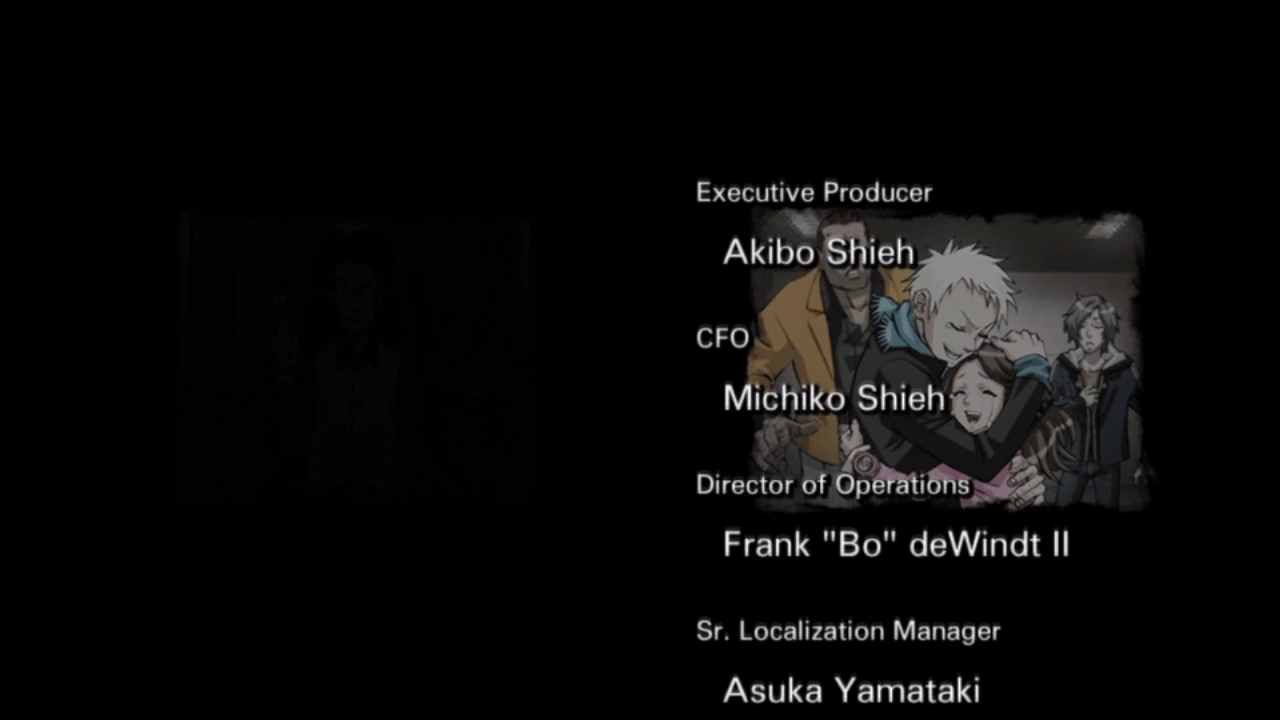 Executive Producer
Akibo Shieh
CFO
Michiko Shieh
Director of Operations
Frank "Bo" deWindt II
Sr. Localization Manager
Asuka Yamataki